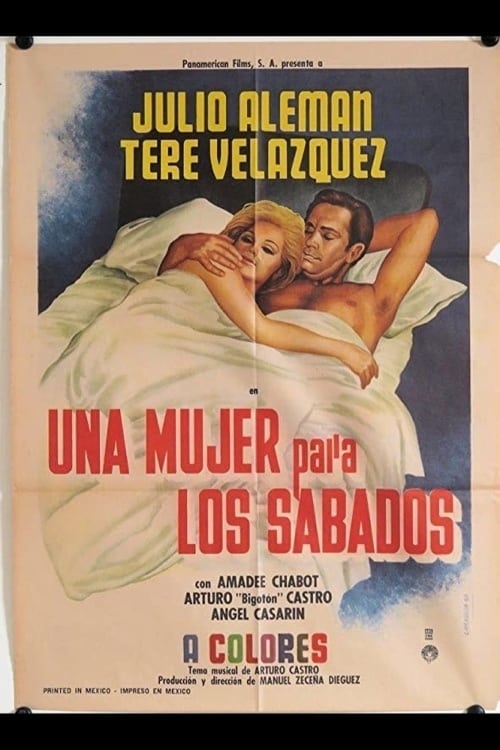 Panamerican Films, S. A. presenta a
JULIO ALEMAN
TERE VELAZQUEZ
en
UNA MUJER para
LOS SABADOS
con AMADEE CHABOT
ARTURO "Bigotón" CASTRO
ANGEL CASARIN
A COLORES
Tema musical de ARTURO CASTRO
Producción y dirección de MANUEL ZECEÑA DIEGUEZ
PRINTED IN MEXICO - IMPRESO EN MEXICO